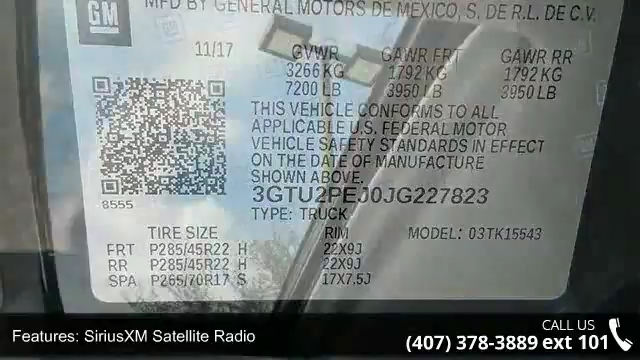 GM
MFD BY GENERAL MOTORS DE MEXICO, S. DE R.L. DE C.V.
11/17 GVWR GAWR FRT GAWR RR
3266 KG 1792 KG 1792 KG
7200 LB 3950 LB 3950 LB
THIS VEHICLE CONFORMS TO ALL
APPLICABLE U.S. FEDERAL MOTOR
VEHICLE SAFETY STANDARDS IN EFFECT
ON THE DATE OF MANUFACTURE
SHOWN ABOVE.
3GTU2PEJ0JG227823
8555
TYPE: TRUCK
TIRE SIZE RIM MODEL: 03TK15543
FRT P285/45R22 H 22X9J
RR P285/45R22 H 22X9J
SPA P265/70R17 S 17X7.5J
Features: SiriusXM Satellite Radio
CALL US
(407) 378-3889 ext 101